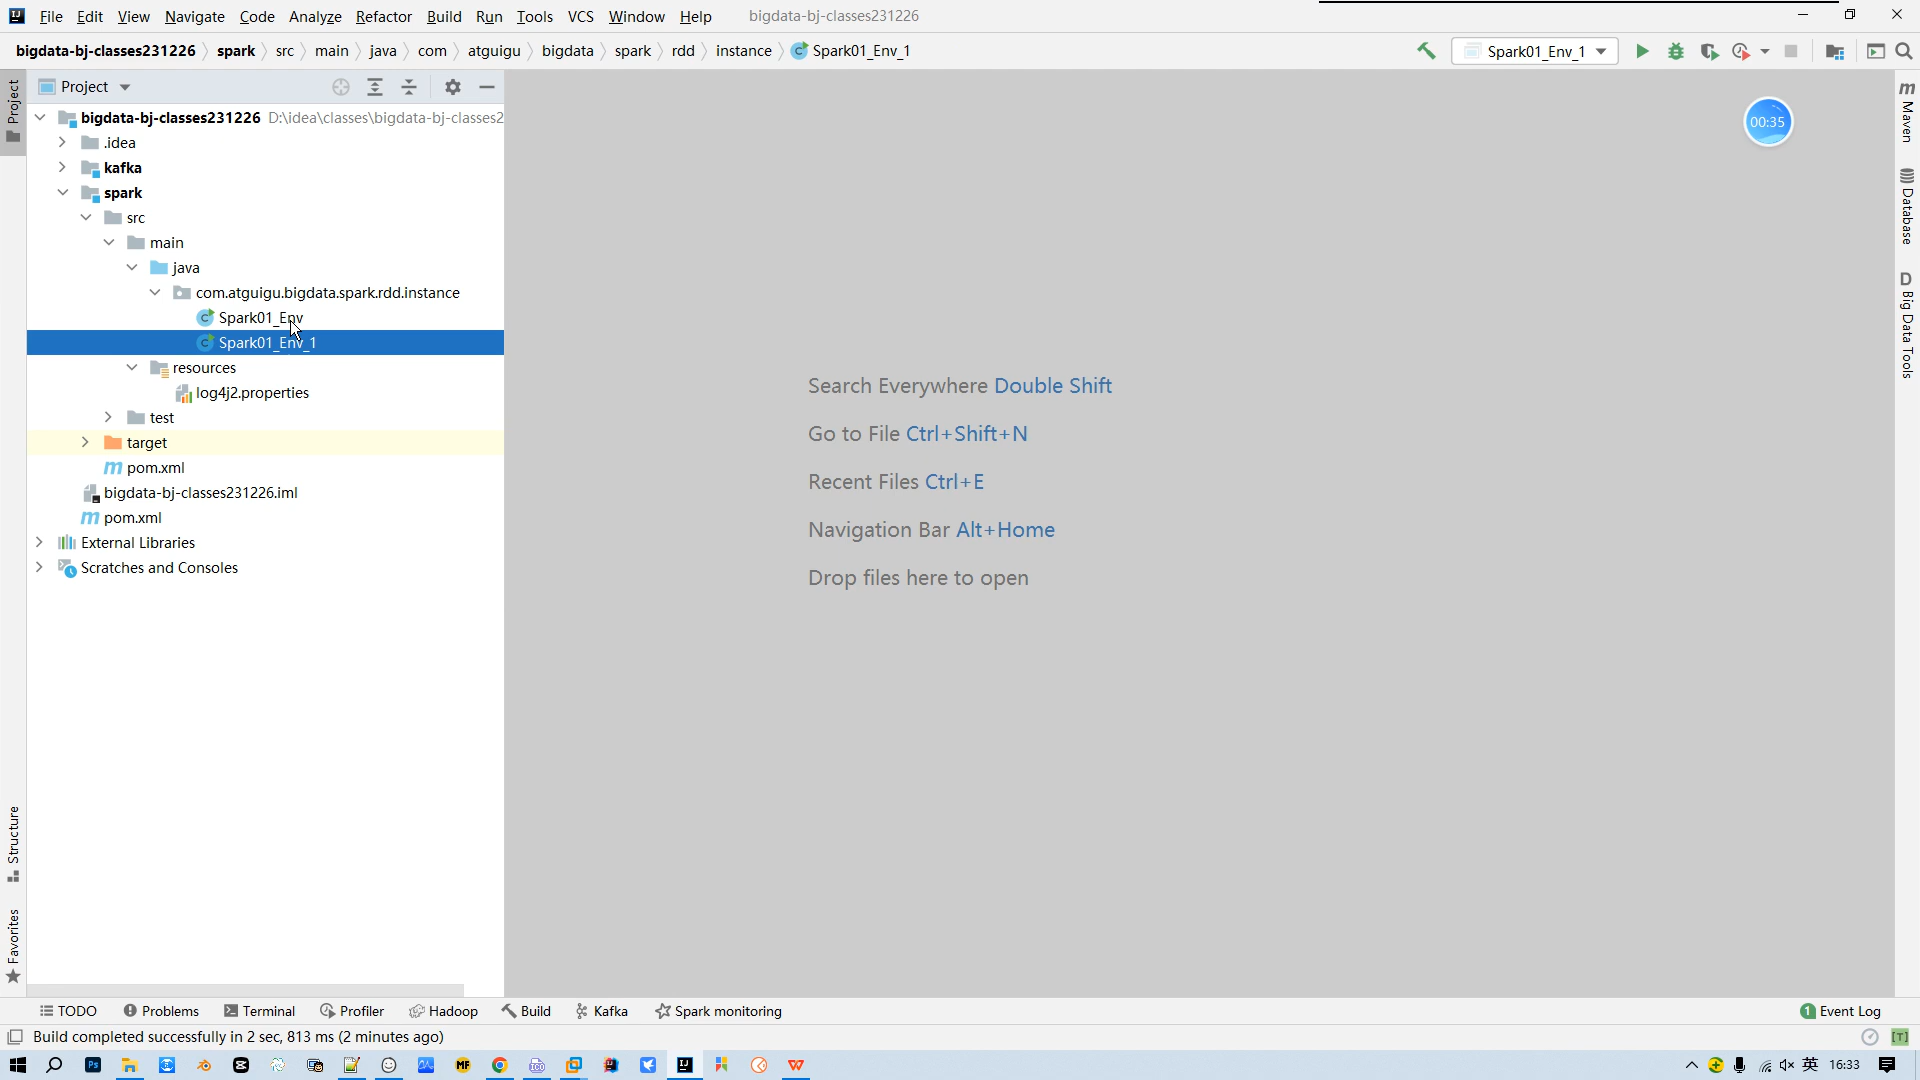 File Edit View Navigate Code Analyze Refactor Build Run Tools VCS Window Help bigdata-bj-classes231226
bigdata-bj-classes231226 spark src main java com atguigu bigdata spark rdd instance Spark01_Env_1
Spark01_Env_1
Project
bigdata-bj-classes231226 D:\idea\classes\bigdata-bj-classes2
.idea
kafka
spark
src
main
java
com.atguigu.bigdata.spark.rdd.instance
Spark01_Env
Spark01_Env_1
resources
log4j2.properties
test
target
pom.xml
bigdata-bj-classes231226.iml
pom.xml
External Libraries
Scratches and Consoles
Project
Structure
Favorites
00:35
Search Everywhere Double Shift
Go to File Ctrl+Shift+N
Recent Files Ctrl+E
Navigation Bar Alt+Home
Drop files here to open
Maven
Database
Big Data Tools
TODO Problems Terminal Profiler Hadoop Build Kafka Spark monitoring 1 Event Log
Build completed successfully in 2 sec, 813 ms (2 minutes ago) [T]
英 16:33